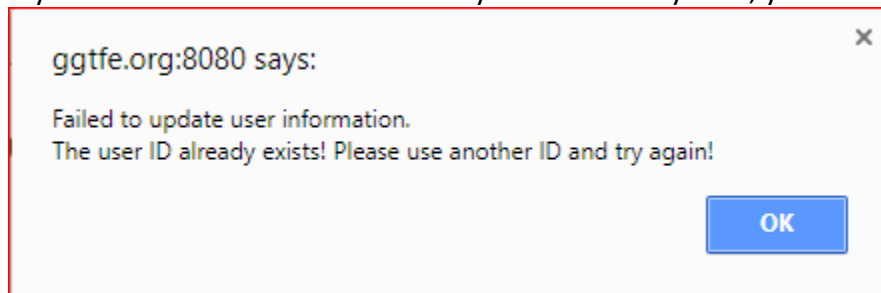 ggtfe.org:8080 says:
Failed to update user information.
The user ID already exists! Please use another ID and try again!
OK